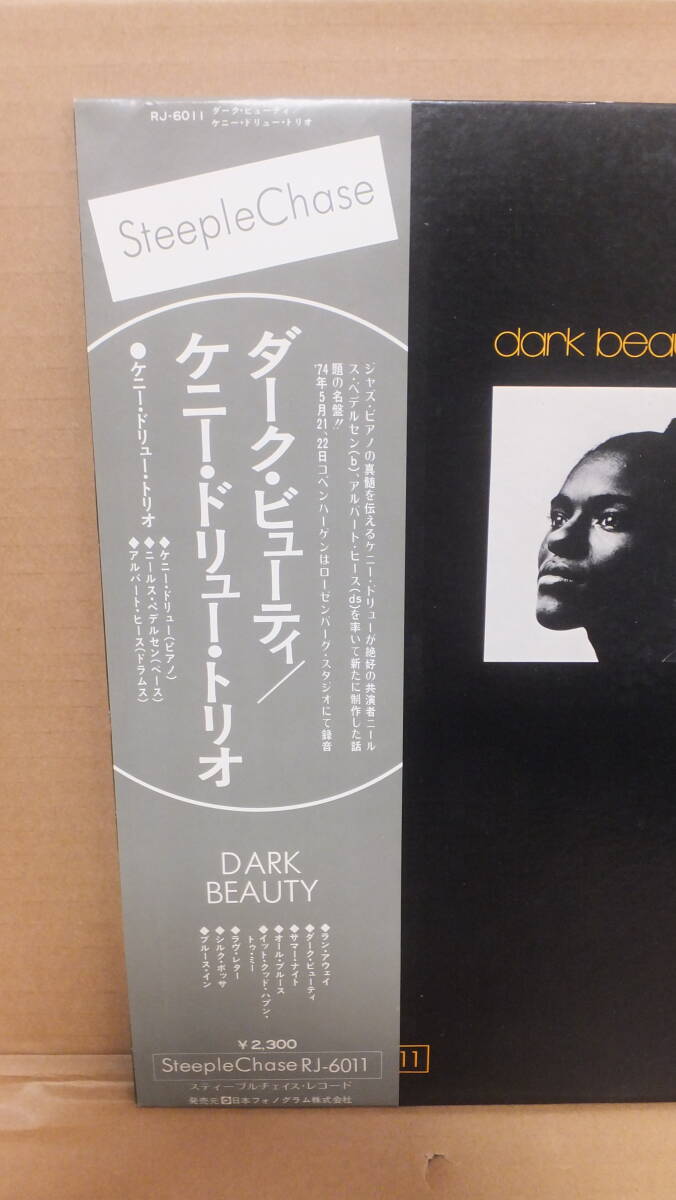 RJ-6011 ダーク・ビューティ/
ケニー・ドリュー・トリオ
SteepleChase
ダーク・ビューティ/
ケニー・ドリュー・トリオ
●ケニー・ドリュー・トリオ
◆ケニー・ドリュー(ピアノ)
◆ニールス・ペデルセン(ベース)
◆アルバート・ヒース(ドラムス)
ジャズ・ピアノの真髄を伝えるケニー・ドリューが絶好の共演者ニール
ス・ペデルセン(b)、アルバート・ヒース(ds)を率いて新たに制作した話
題の名盤!!
'74年5月21、22日コペンハーゲンはローゼンバーグ・スタジオにて録音
DARK
BEAUTY
◆ラン・アウェイ
◆ダーク・ビューティ
◆サマー・ナイト
◆オール・ブルース
◆イット・クッド・ハプン・
トゥ・ミー
◆ラヴ・レター
◆シルク・ボッサ
◆ブルース・イン
¥2,300
SteepleChase RJ-6011
スティープルチェイス・レコード
発売元 日本フォノグラム株式会社
dark beau
11